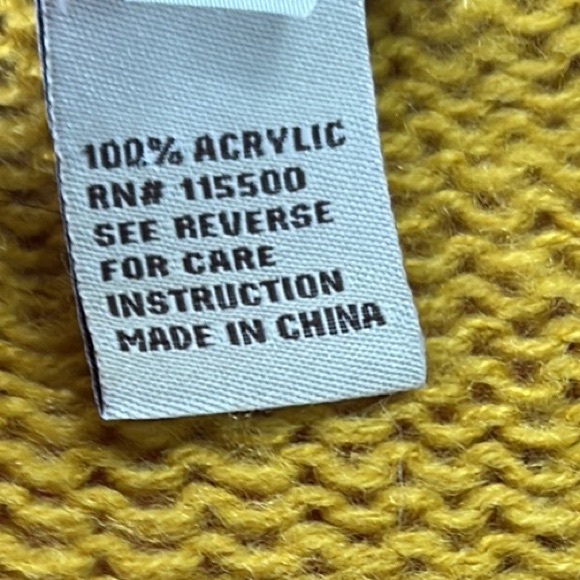 100% ACRYLIC
RN# 115500
SEE REVERSE
FOR CARE
INSTRUCTION
MADE IN CHINA